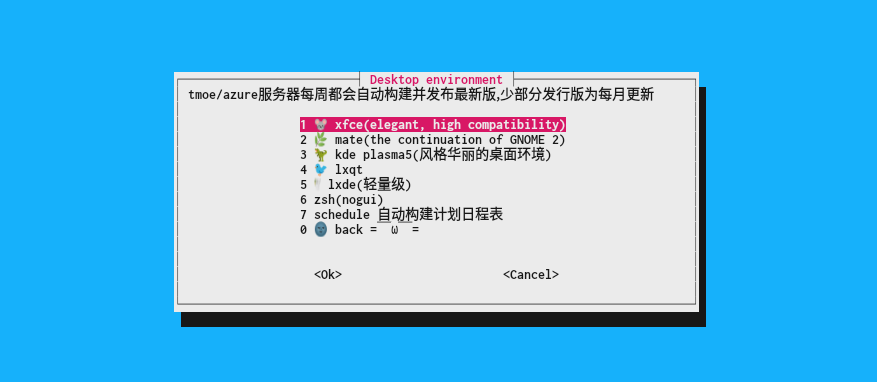 Desktop environment
tmoe/azure服务器每周都会自动构建并发布最新版,少部分发行版为每月更新
1 🐭 xfce(elegant, high compatibility)
2 🌿 mate(the continuation of GNOME 2)
3 🦖 kde plasma5(风格华丽的桌面环境)
4 🐦 lxqt
5 🕊 lxde(轻量级)
6 zsh(nogui)
7 schedule 自动构建计划日程表
0 🌚 back =￣ω￣=
<Ok> <Cancel>